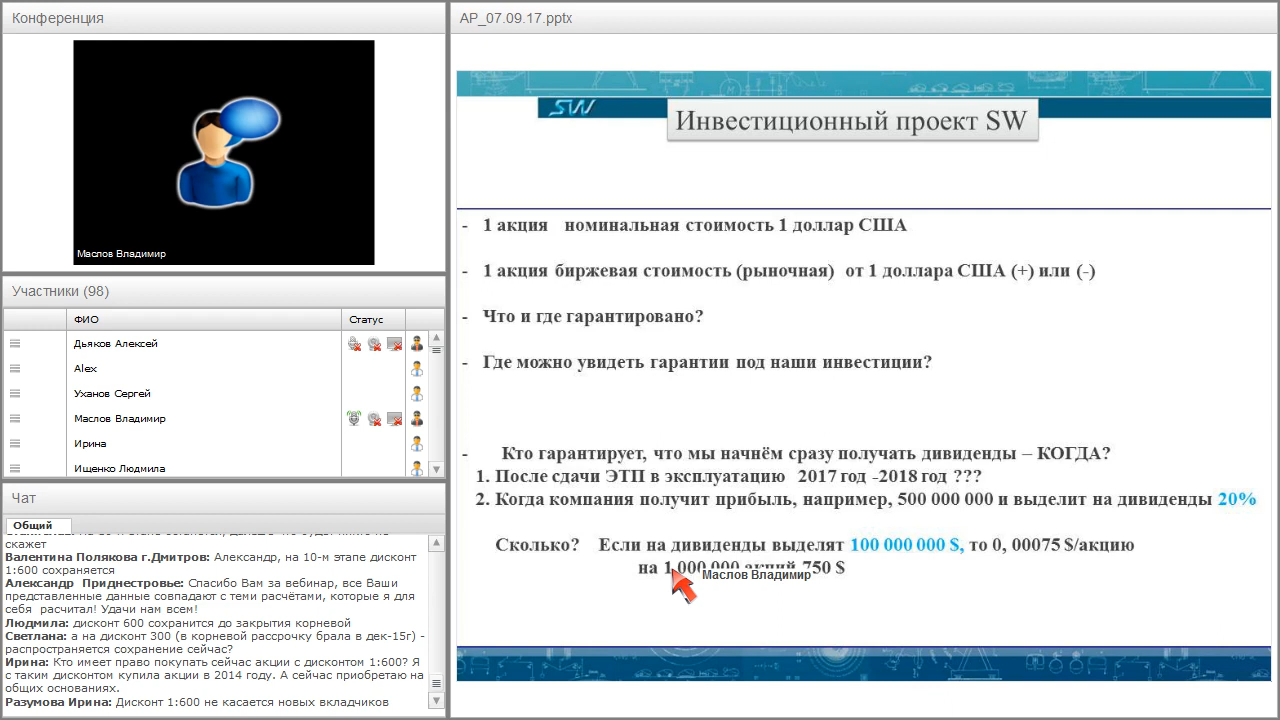 Конференция
Маслов Владимир
Участники (98)
ФИО
Статус
Дьяков Алексей
Alex
Уханов Сергей
Маслов Владимир
Ирина
Ищенко Людмила
Чат
Общий
скажет
Валентина Полякова г.Дмитров: Александр, на 10-м этапе дисконт
1:600 сохраняется
Александр Приднестровье: Спасибо Вам за вебинар, все Ваши
представленные данные совпадают с теми расчётами, которые я для
себя расчитал! Удачи нам всем!
Людмила: дисконт 600 сохранится до закрытия корневой
Светлана: а на дисконт 300 (в корневой рассрочку брала в дек-15г) -
распространяется сохранение сейчас?
Ирина: Кто имеет право покупать сейчас акции с дисконтом 1:600? Я
с таким дисконтом купила акции в 2014 году. А сейчас приобретаю на
общих основаниях.
Разумова Ирина: Дисконт 1:600 не касается новых вкладчиков
AP_07.09.17.pptx
SW
Инвестиционный проект SW
- 1 акция номинальная стоимость 1 доллар США
- 1 акция биржевая стоимость (рыночная) от 1 доллара США (+) или (-)
- Что и где гарантировано?
- Где можно увидеть гарантии под наши инвестиции?
- Кто гарантирует, что мы начнём сразу получать дивиденды – КОГДА?
1. После сдачи ЭТП в эксплуатацию 2017 год -2018 год ???
2. Когда компания получит прибыль, например, 500 000 000 и выделит на дивиденды 20%
Сколько? Если на дивиденды выделят 100 000 000 $, то 0, 00075 $/акцию
на 1 000 000 акций 750 $
Маслов Владимир